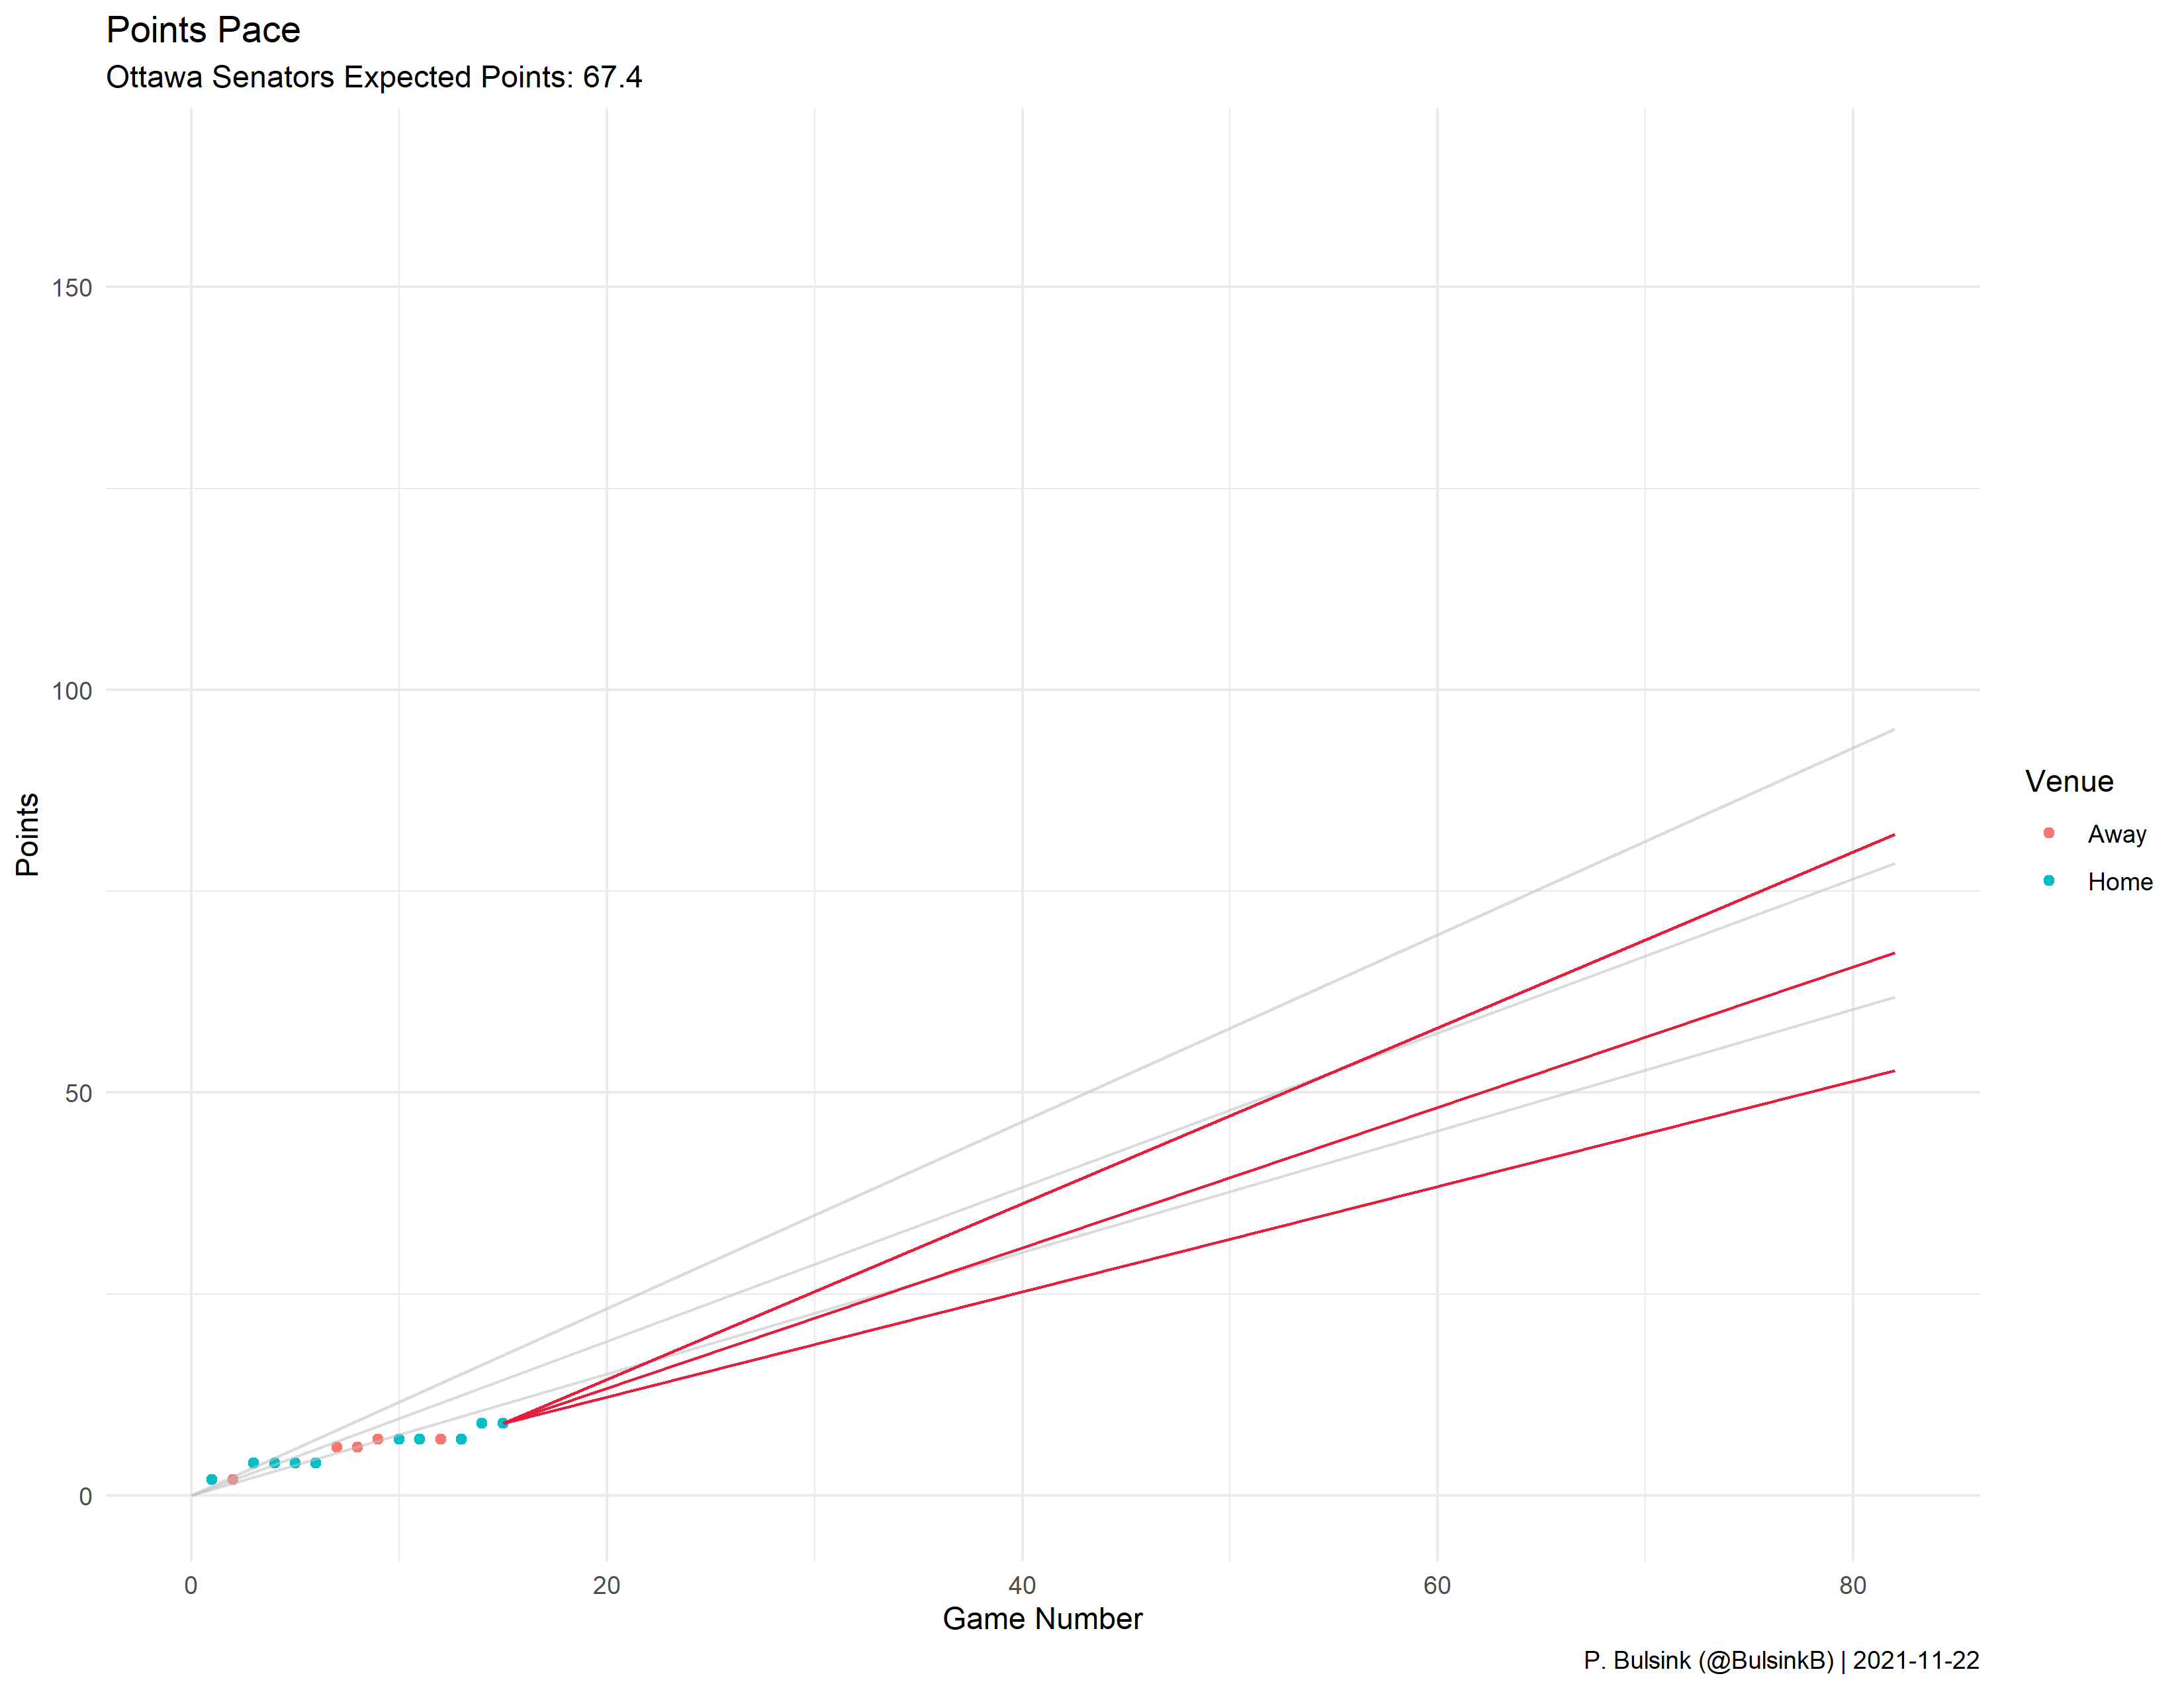 Points Pace
Ottawa Senators Expected Points: 67.4
150
100
50
0
Points
0 20 40 60 80
Game Number
Venue
Away
Home
P. Bulsink (@BulsinkB) | 2021-11-22